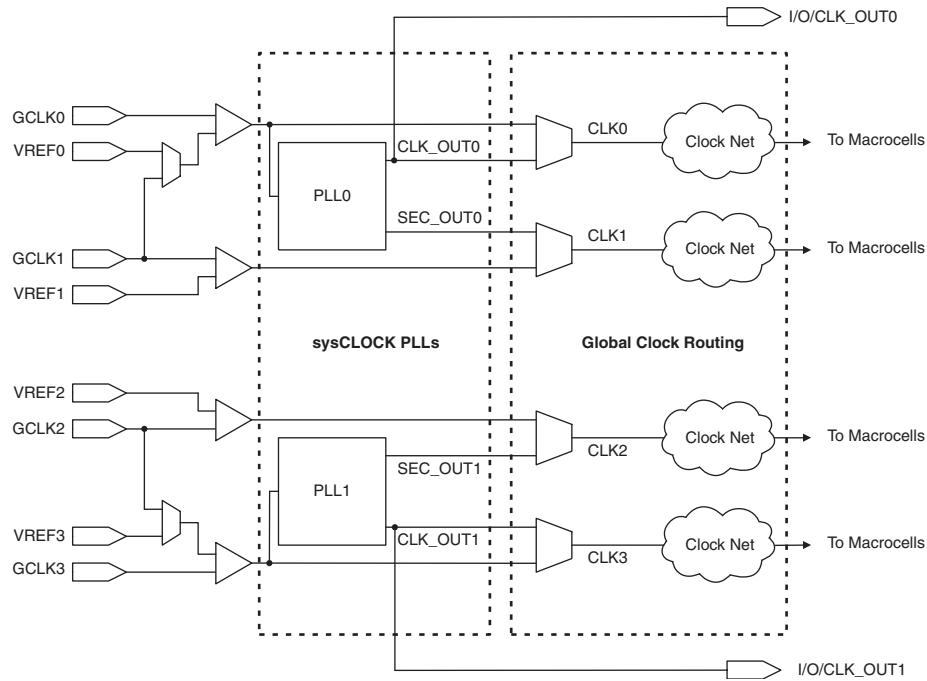 I/O/CLK_OUT0
GCLK0
VREF0
CLK_OUT0
CLK0
Clock Net
To Macrocells
PLL0
SEC_OUT0
GCLK1
CLK1
Clock Net
To Macrocells
VREF1
sysCLOCK PLLs
Global Clock Routing
VREF2
GCLK2
CLK2
Clock Net
To Macrocells
SEC_OUT1
PLL1
VREF3
CLK_OUT1
GCLK3
CLK3
Clock Net
To Macrocells
I/O/CLK_OUT1